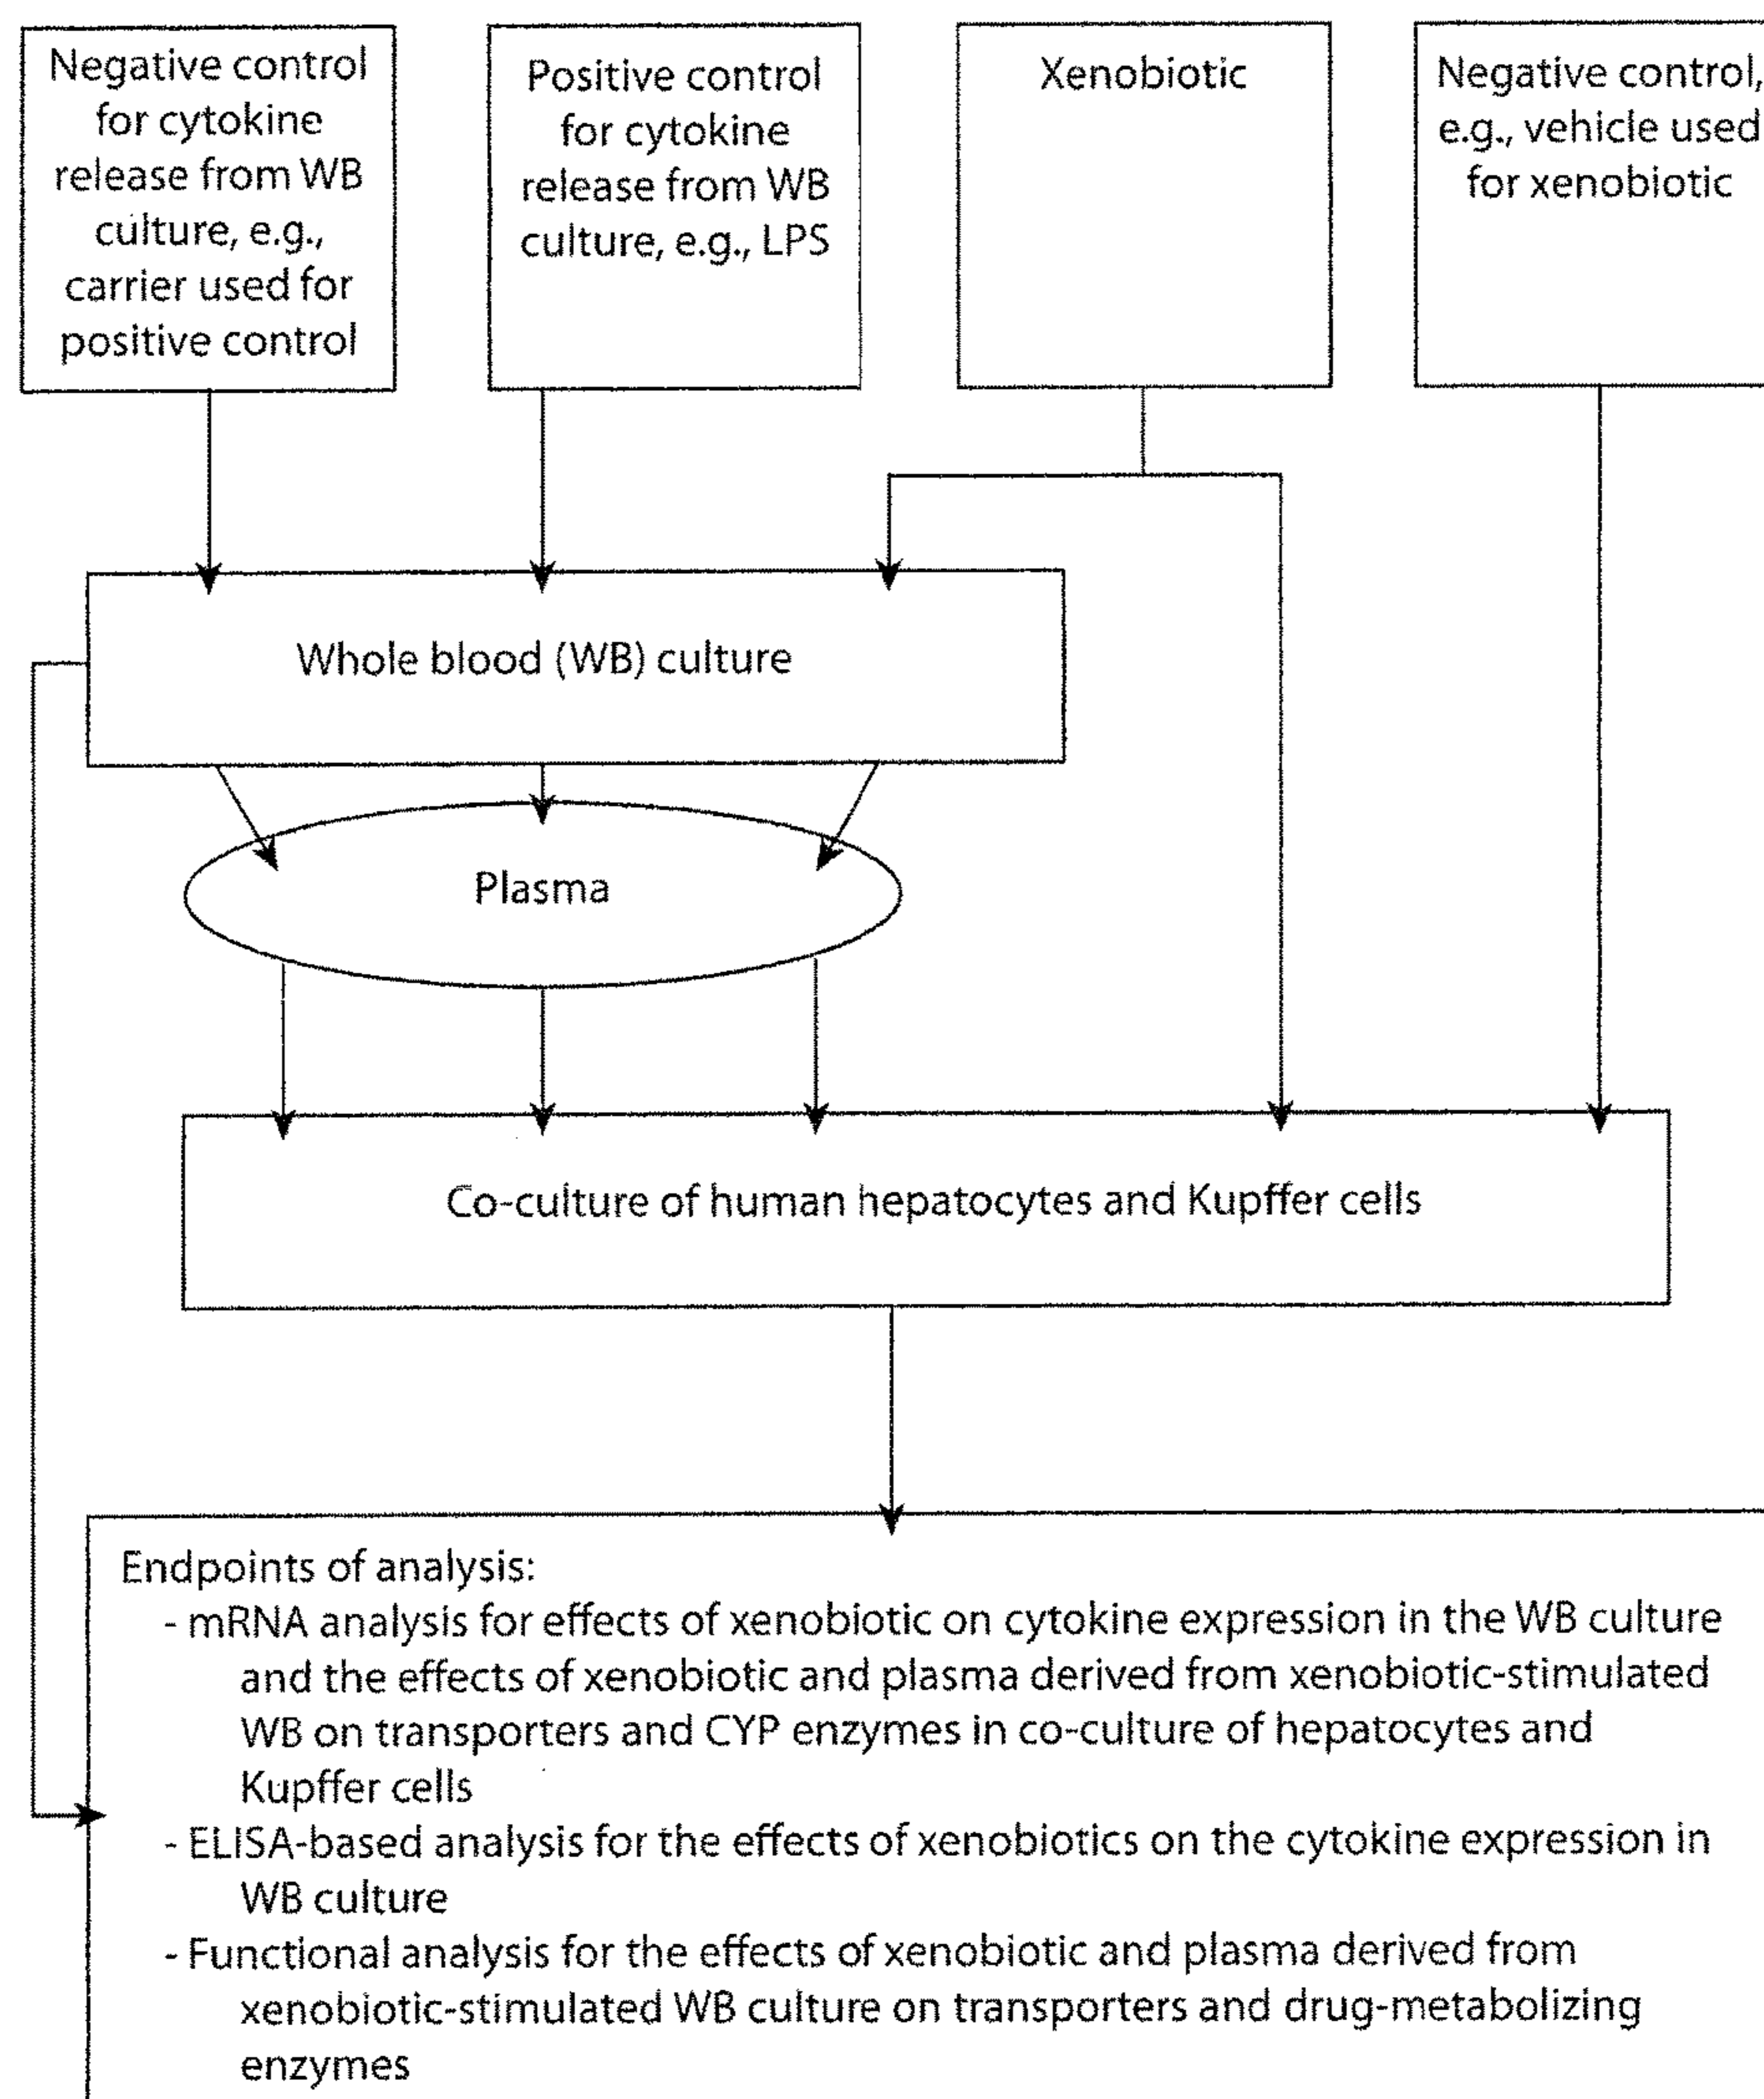 Negative control
for cytokine
release from WB
culture, e.g.,
carrier used for
positive control
Positive control
for cytokine
release from WB
culture, e.g., LPS
Xenobiotic
Negative control,
e.g., vehicle used
for xenobiotic
Whole blood (WB) culture
Plasma
Co-culture of human hepatocytes and Kupffer cells
Endpoints of analysis:
- mRNA analysis for effects of xenobiotic on cytokine expression in the WB culture
and the effects of xenobiotic and plasma derived from xenobiotic-stimulated
WB on transporters and CYP enzymes in co-culture of hepatocytes and
Kupffer cells
- ELISA-based analysis for the effects of xenobiotics on the cytokine expression in
WB culture
- Functional analysis for the effects of xenobiotic and plasma derived from
xenobiotic-stimulated WB culture on transporters and drug-metabolizing
enzymes